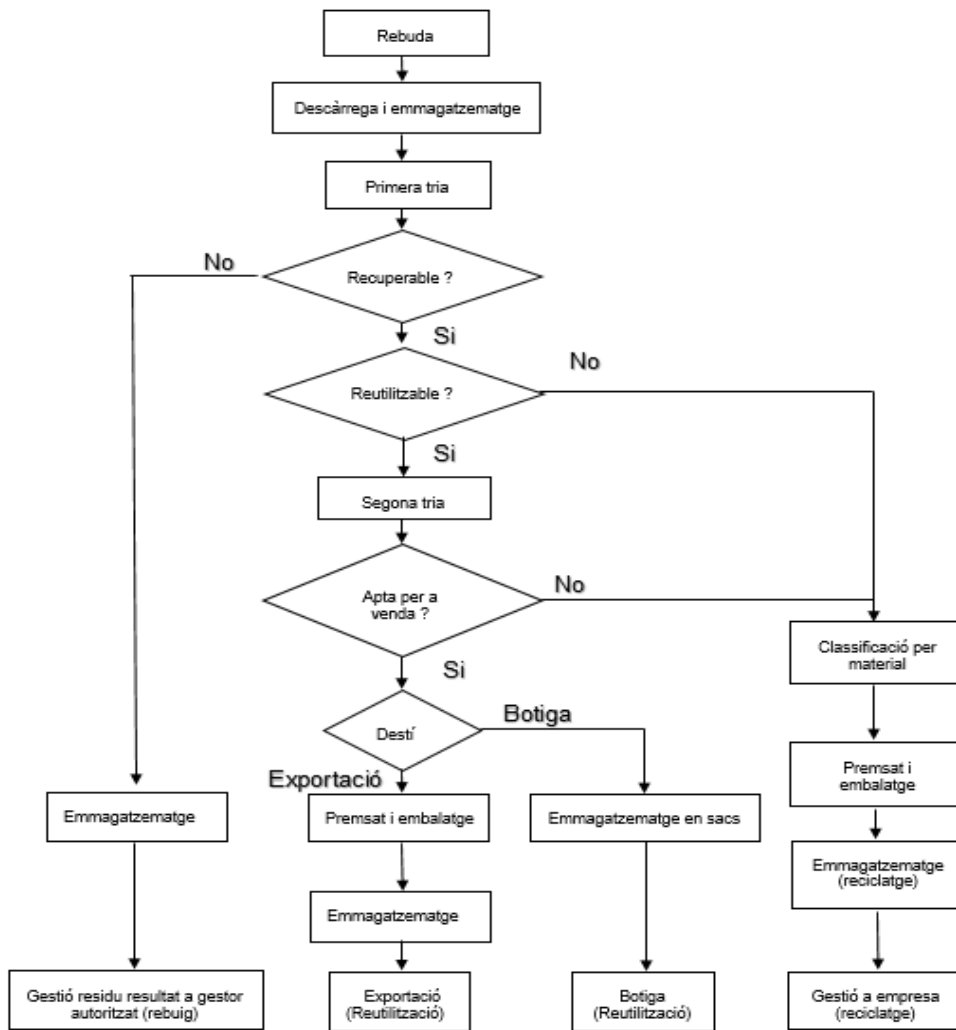 Rebuda
Descàrrega i emmagatzematge
Primera tria
No
Recuperable ?
Si
No
Reutilitzable ?
Si
Segona tria
No
Apta per a
venda ?
Classificació per
material
Si
Botiga
Destí
Exportació
Premsat i
embalatge
Emmagatzematge
Premsat i embalatge
Emmagatzematge en sacs
Emmagatzematge
(reciclatge)
Emmagatzematge
Gestió residu resultat a gestor
autoritzat (rebuig)
Exportació
(Reutilització)
Botiga
(Reutilització)
Gestió a empresa
(reciclatge)